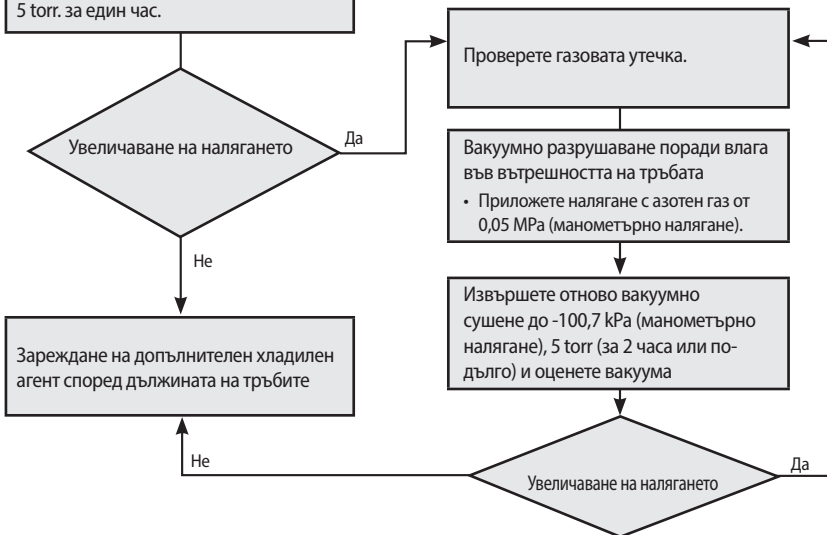 5 torr. за един час.
Увеличаване на налягането
Да
Не
Зареждане на допълнителен хладилен
агент според дължината на тръбите
Проверете газовата утечка.
Вакуумно разрушаване поради влага
във вътрешността на тръбата
• Приложете налягане с азотен газ от
0,05 MPa (манометърно налягане).
Извършете отново вакуумно
сушене до -100,7 kPa (манометърно
налягане), 5 torr (за 2 часа или по-
дълго) и оценете вакуума
Увеличаване на налягането
Не
Да